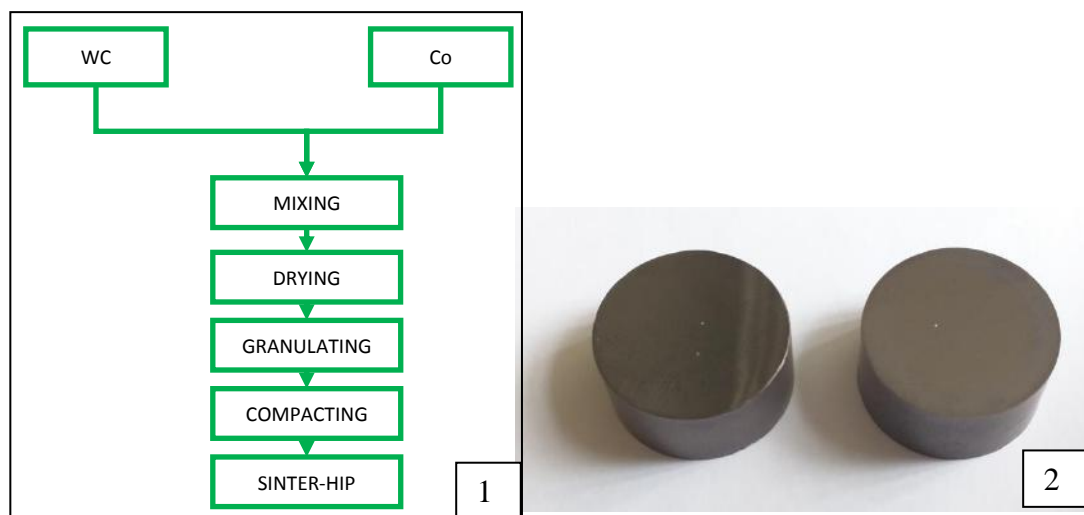 WC
Co
MIXING
DRYING
GRANULATING
COMPACTING
SINTER-HIP
1
2